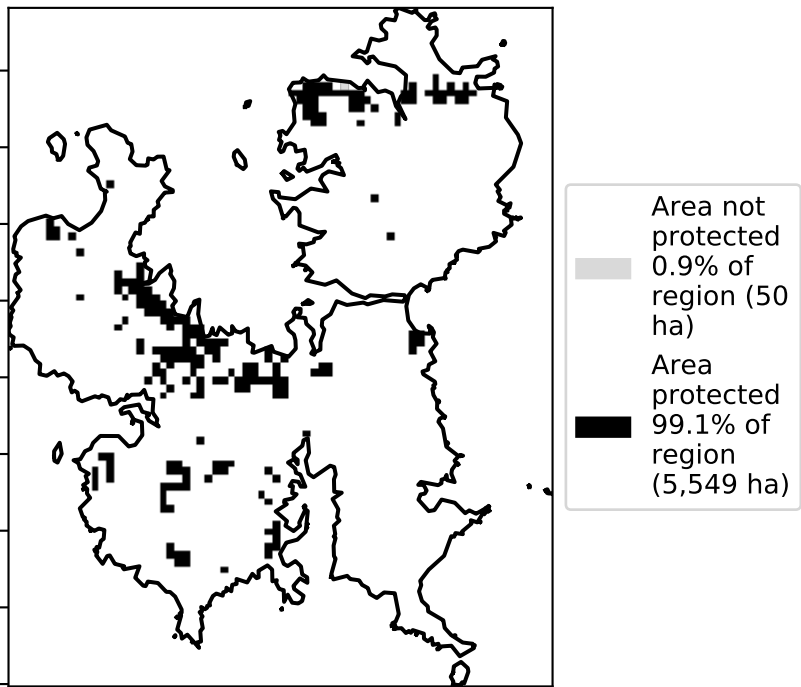 Area not
protected
0.9% of
region (50
ha)
Area
protected
99.1% of
region
(5,549 ha)